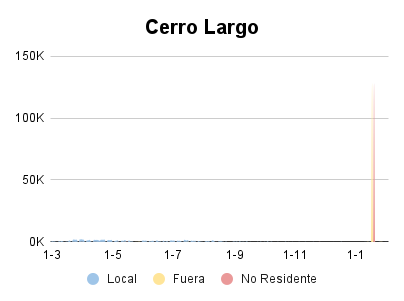 Cerro Largo
150K
100K
50K
0K
1-3 1-5 1-7 1-9 1-11 1-1
Local Fuera No Residente